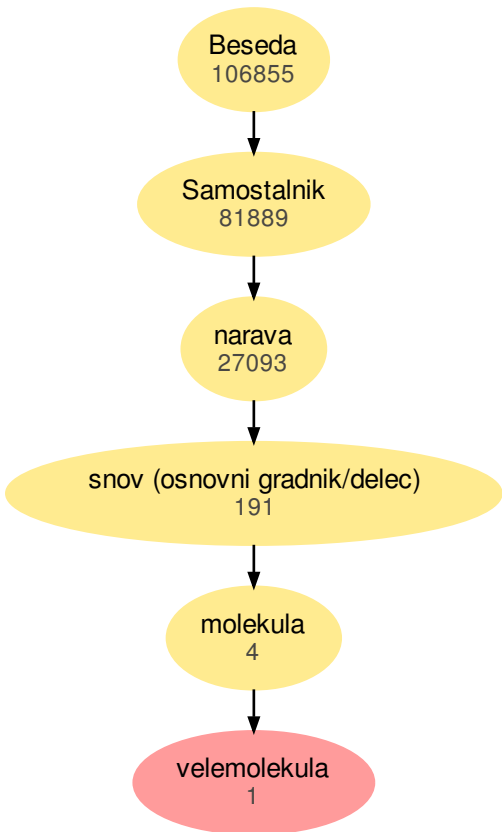 Beseda
106855
Samostalnik
81889
narava
27093
snov (osnovni gradnik/delec)
191
molekula
4
velemolekula
1